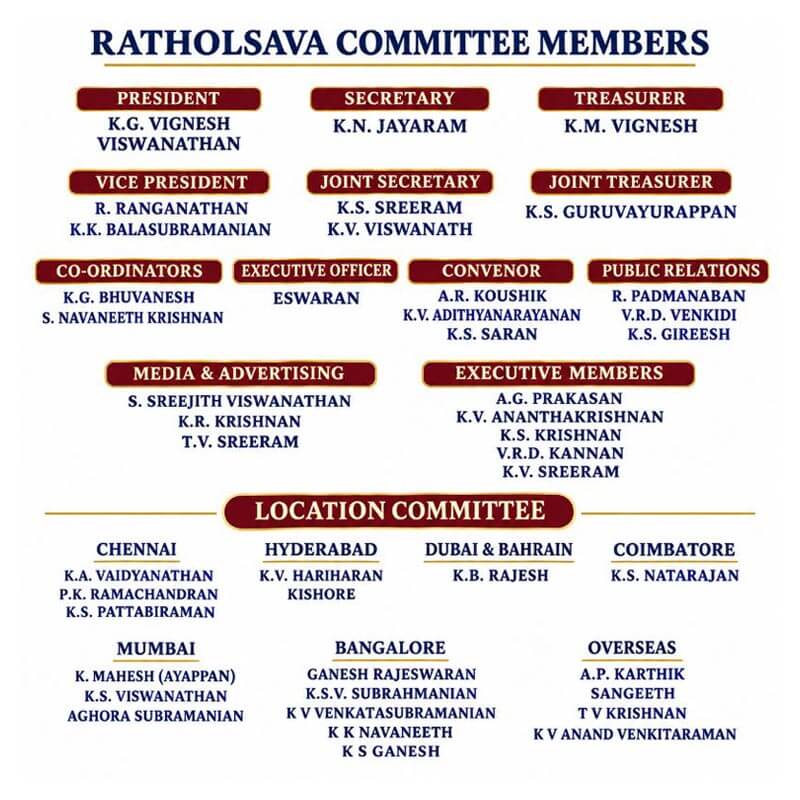 RATHOLSAVA COMMITTEE MEMBERS
PRESIDENT
K.G. VIGNESH
VISWANATHAN
SECRETARY
K.N. JAYARAM
TREASURER
K.M. VIGNESH
VICE PRESIDENT
R. RANGANATHAN
K.K. BALASUBRAMANIAN
JOINT SECRETARY
K.S. SREERAM
K.V. VISWANATH
JOINT TREASURER
K.S. GURUVAYURAPPAN
CO-ORDINATORS
K.G. BHUVANESH
S. NAVANEETH KRISHNAN
EXECUTIVE OFFICER
ESWARAN
CONVENOR
A.R. KOUSHIK
K.V. ADITHYANARAYANAN
K.S. SARAN
PUBLIC RELATIONS
R. PADMANABAN
V.R.D. VENKIDI
K.S. GIREESH
MEDIA & ADVERTISING
S. SREEJITH VISWANATHAN
K.R. KRISHNAN
T.V. SREERAM
EXECUTIVE MEMBERS
A.G. PRAKASAN
K.V. ANANTHAKRISHNAN
K.S. KRISHNAN
V.R.D. KANNAN
K.V. SREERAM
LOCATION COMMITTEE
CHENNAI
K.A. VAIDYANATHAN
P.K. RAMACHANDRAN
K.S. PATTABIRAMAN
HYDERABAD
K.V. HARIHARAN
KISHORE
DUBAI & BAHRAIN
K.B. RAJESH
COIMBATORE
K.S. NATARAJAN
MUMBAI
K. MAHESH (AYAPPAN)
K.S. VISWANATHAN
AGHORA SUBRAMANIAN
BANGALORE
GANESH RAJESWARAN
K.S.V. SUBRAHMANIAN
K V VENKATASUBRAMANIAN
K K NAVANEETH
K S GANESH
OVERSEAS
A.P. KARTHIK
SANGEETH
T V KRISHNAN
K V ANAND VENKITARAMAN